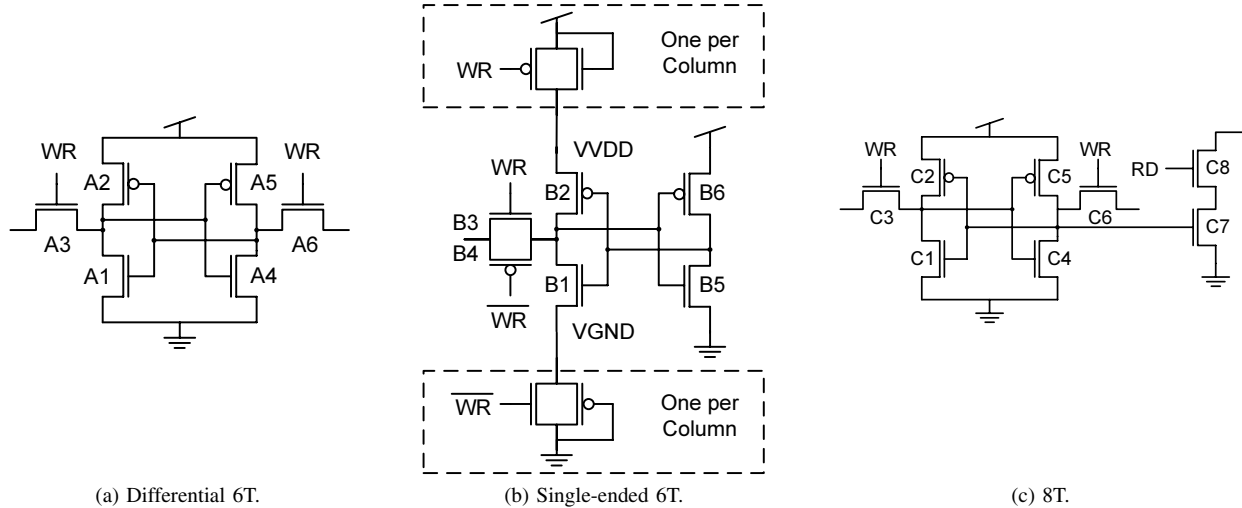 WR
WR
A2
A5
A3
A6
A1
A4
(a) Differential 6T.
One per
Column
WR
VVDD
WR
B2
B6
B3
B4
B1
B5
WR
VGND
WR
One per
Column
(b) Single-ended 6T.
WR
WR
RD
C8
C2
C5
C3
C6
C7
C1
C4
(c) 8T.